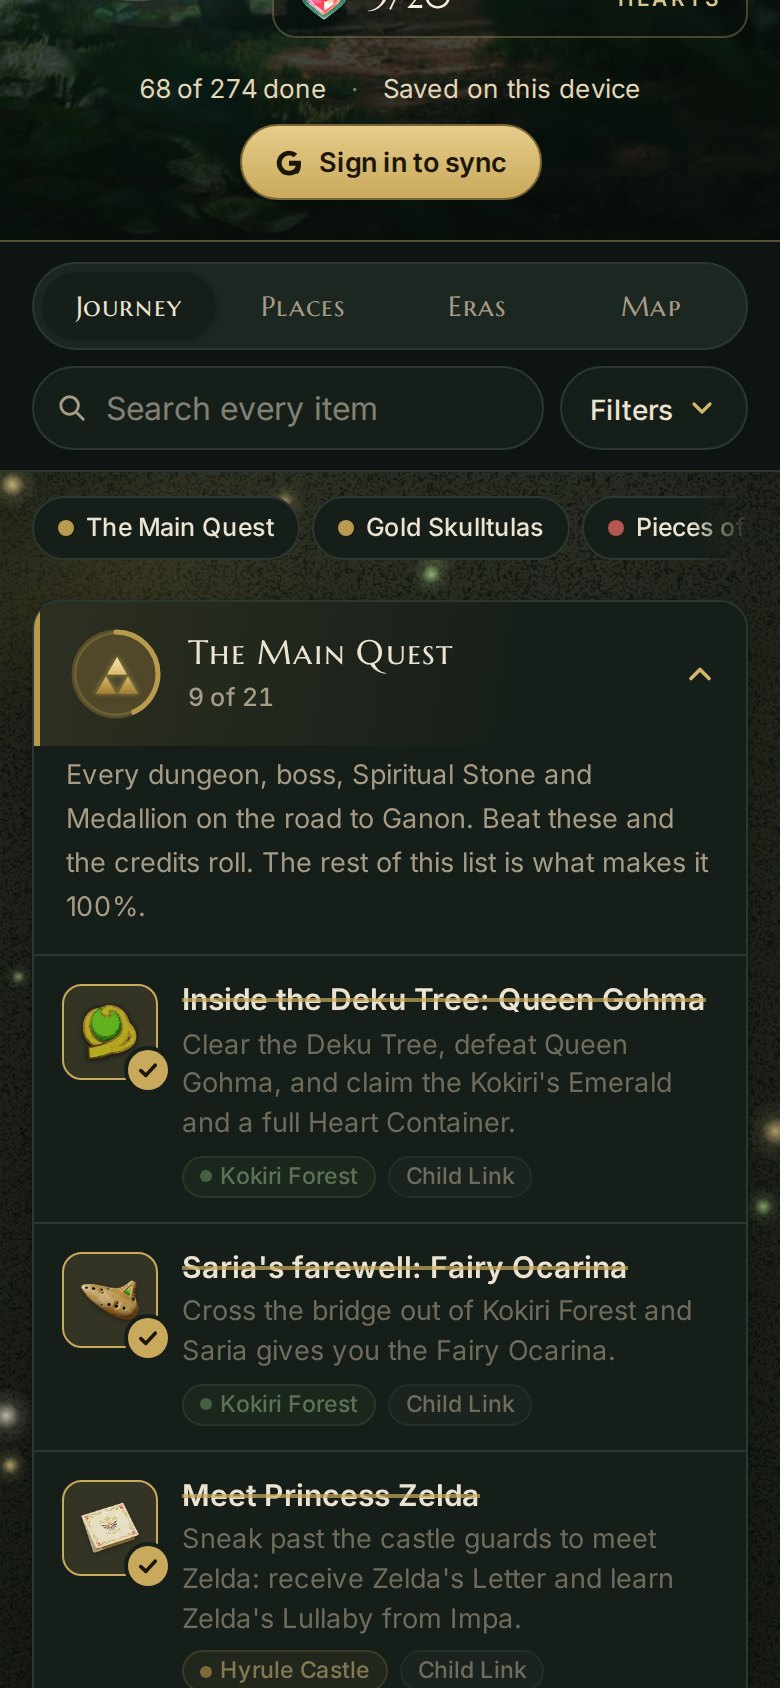 9/20 HEARTS
68 of 274 done · Saved on this device
Sign in to sync
Journey Places Eras Map
Search every item Filters
The Main Quest Gold Skulltulas Pieces of
The Main Quest
9 of 21
Every dungeon, boss, Spiritual Stone and
Medallion on the road to Ganon. Beat these and
the credits roll. The rest of this list is what makes it
100%.
Inside the Deku Tree: Queen Gohma
Clear the Deku Tree, defeat Queen
Gohma, and claim the Kokiri's Emerald
and a full Heart Container.
Kokiri Forest Child Link
Saria's farewell: Fairy Ocarina
Cross the bridge out of Kokiri Forest and
Saria gives you the Fairy Ocarina.
Kokiri Forest Child Link
Meet Princess Zelda
Sneak past the castle guards to meet
Zelda: receive Zelda's Letter and learn
Zelda's Lullaby from Impa.
Hyrule Castle Child Link